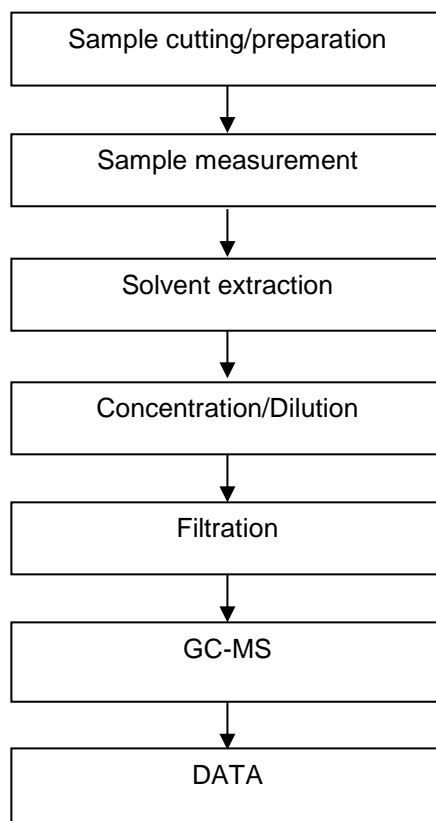 Sample cutting/preparation
Sample measurement
Solvent extraction
Concentration/Dilution
Filtration
GC-MS
DATA